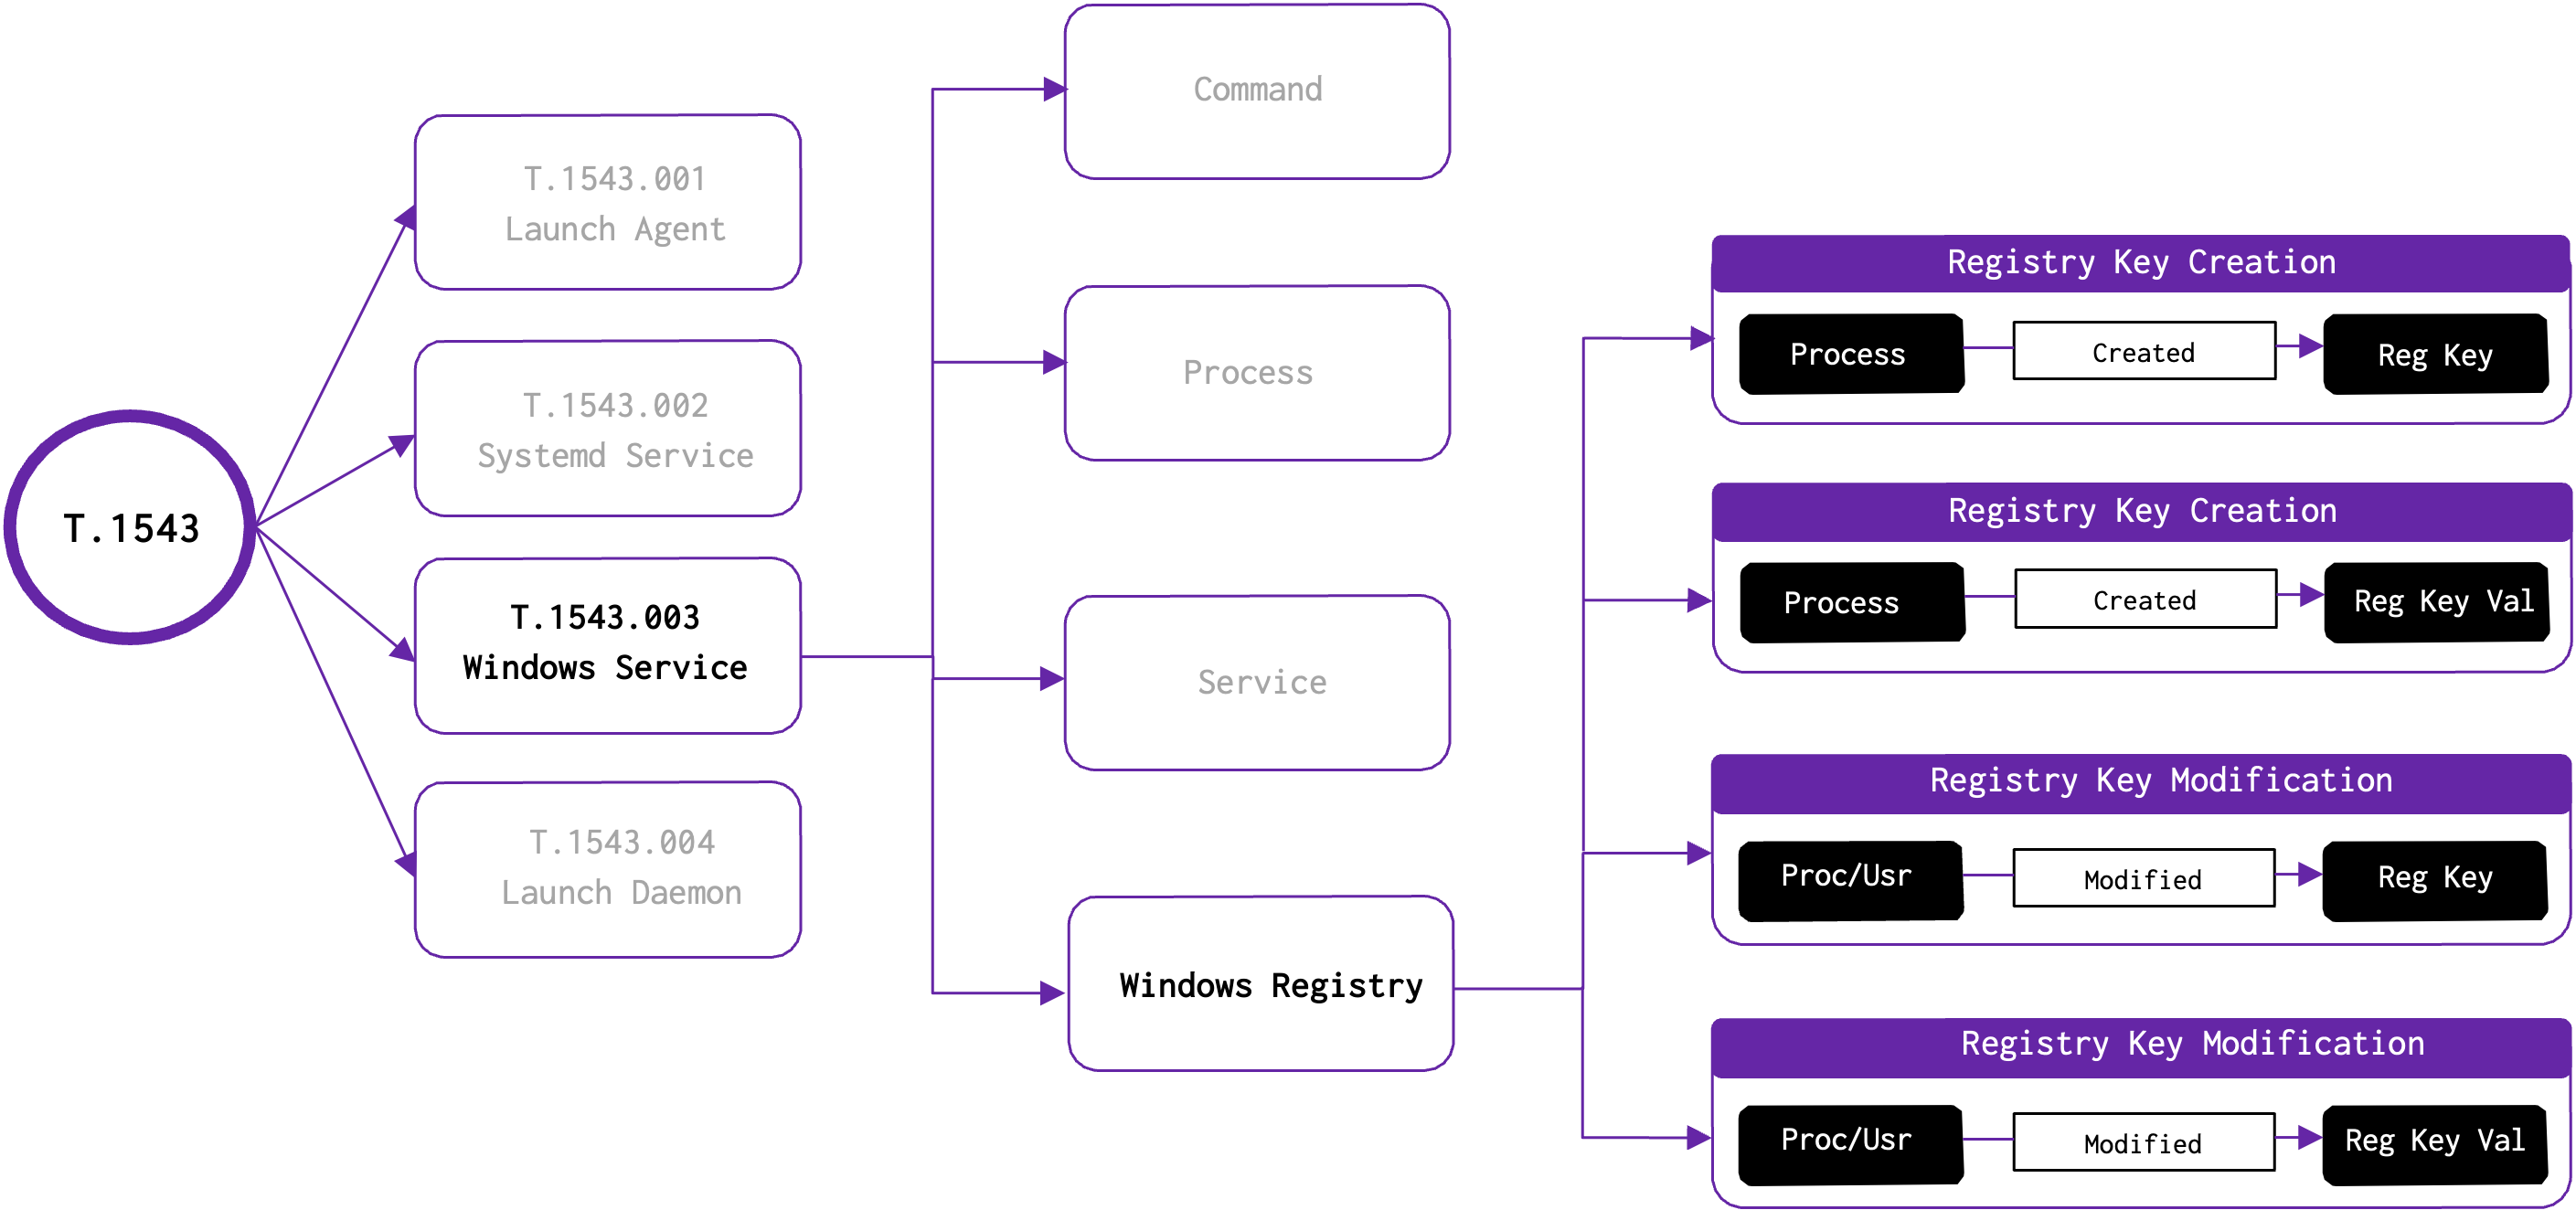 T.1543
T.1543.001
Launch Agent
T.1543.002
Systemd Service
T.1543.003
Windows Service
T.1543.004
Launch Daemon
Command
Process
Service
Windows Registry
Registry Key Creation
Process Created Reg Key
Registry Key Creation
Process Created Reg Key Val
Registry Key Modification
Proc/Usr Modified Reg Key
Registry Key Modification
Proc/Usr Modified Reg Key Val